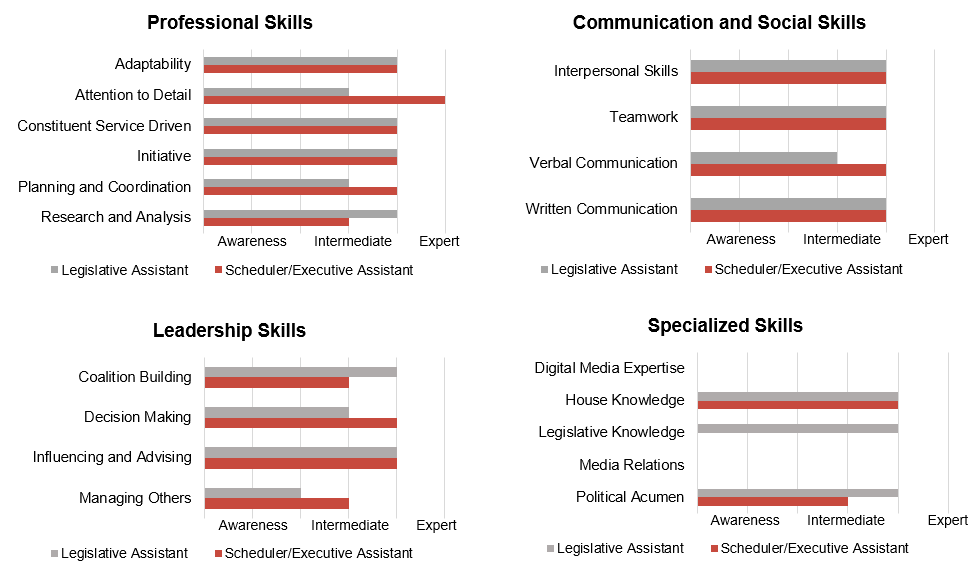 Professional Skills
Adaptability
Attention to Detail
Constituent Service Driven
Initiative
Planning and Coordination
Research and Analysis
Awareness Intermediate Expert
Legislative Assistant Scheduler/Executive Assistant
Communication and Social Skills
Interpersonal Skills
Teamwork
Verbal Communication
Written Communication
Awareness Intermediate Expert
Legislative Assistant Scheduler/Executive Assistant
Leadership Skills
Coalition Building
Decision Making
Influencing and Advising
Managing Others
Awareness Intermediate Expert
Legislative Assistant Scheduler/Executive Assistant
Specialized Skills
Digital Media Expertise
House Knowledge
Legislative Knowledge
Media Relations
Political Acumen
Awareness Intermediate Expert
Legislative Assistant Scheduler/Executive Assistant